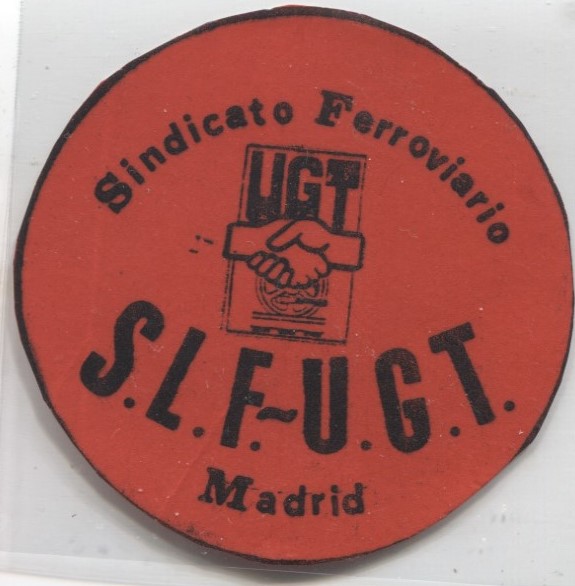 Sindicato Ferroviario
UGT
S.L.F.~U.G.T.
Madrid